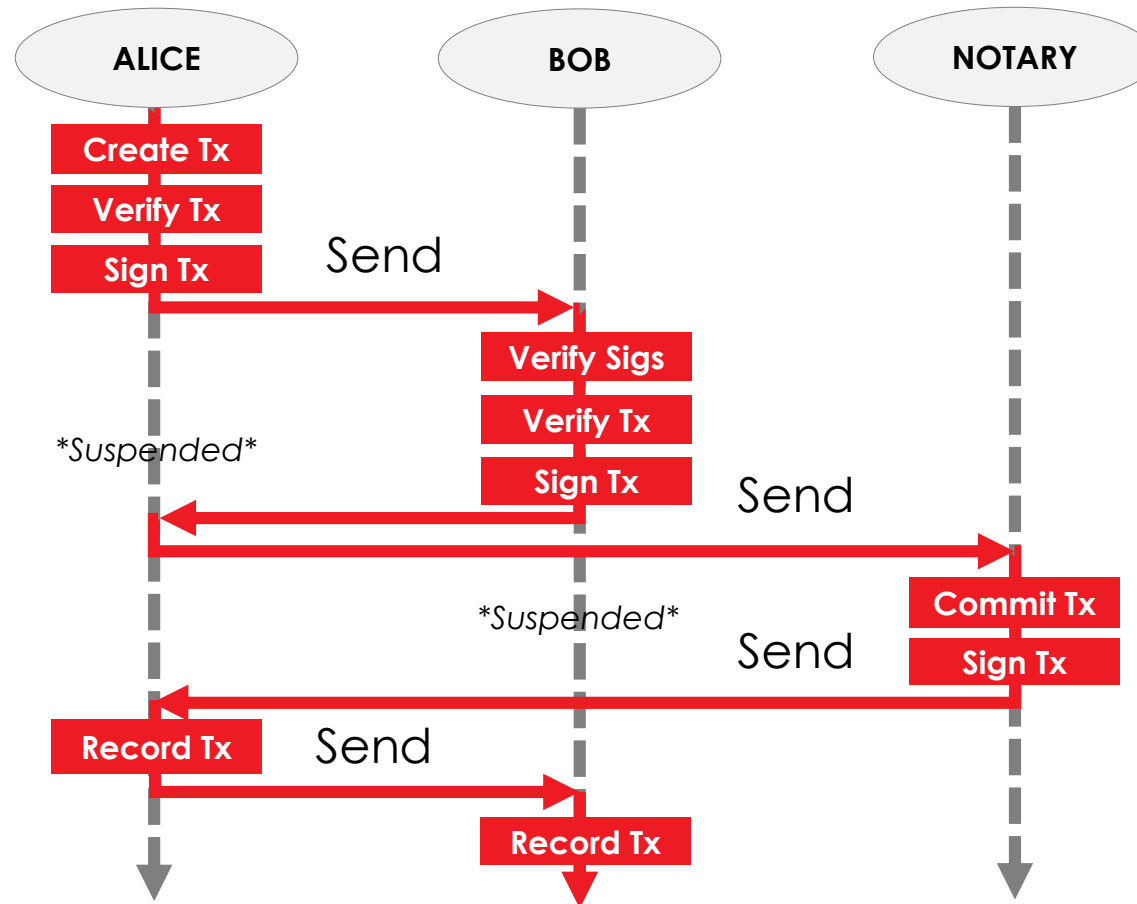 ALICE
BOB
NOTARY
Create Tx
Verify Tx
Sign Tx
Send
Verify Sigs
Verify Tx
*Suspended*
Sign Tx
Send
Commit Tx
*Suspended*
Send
Sign Tx
Record Tx
Send
Record Tx